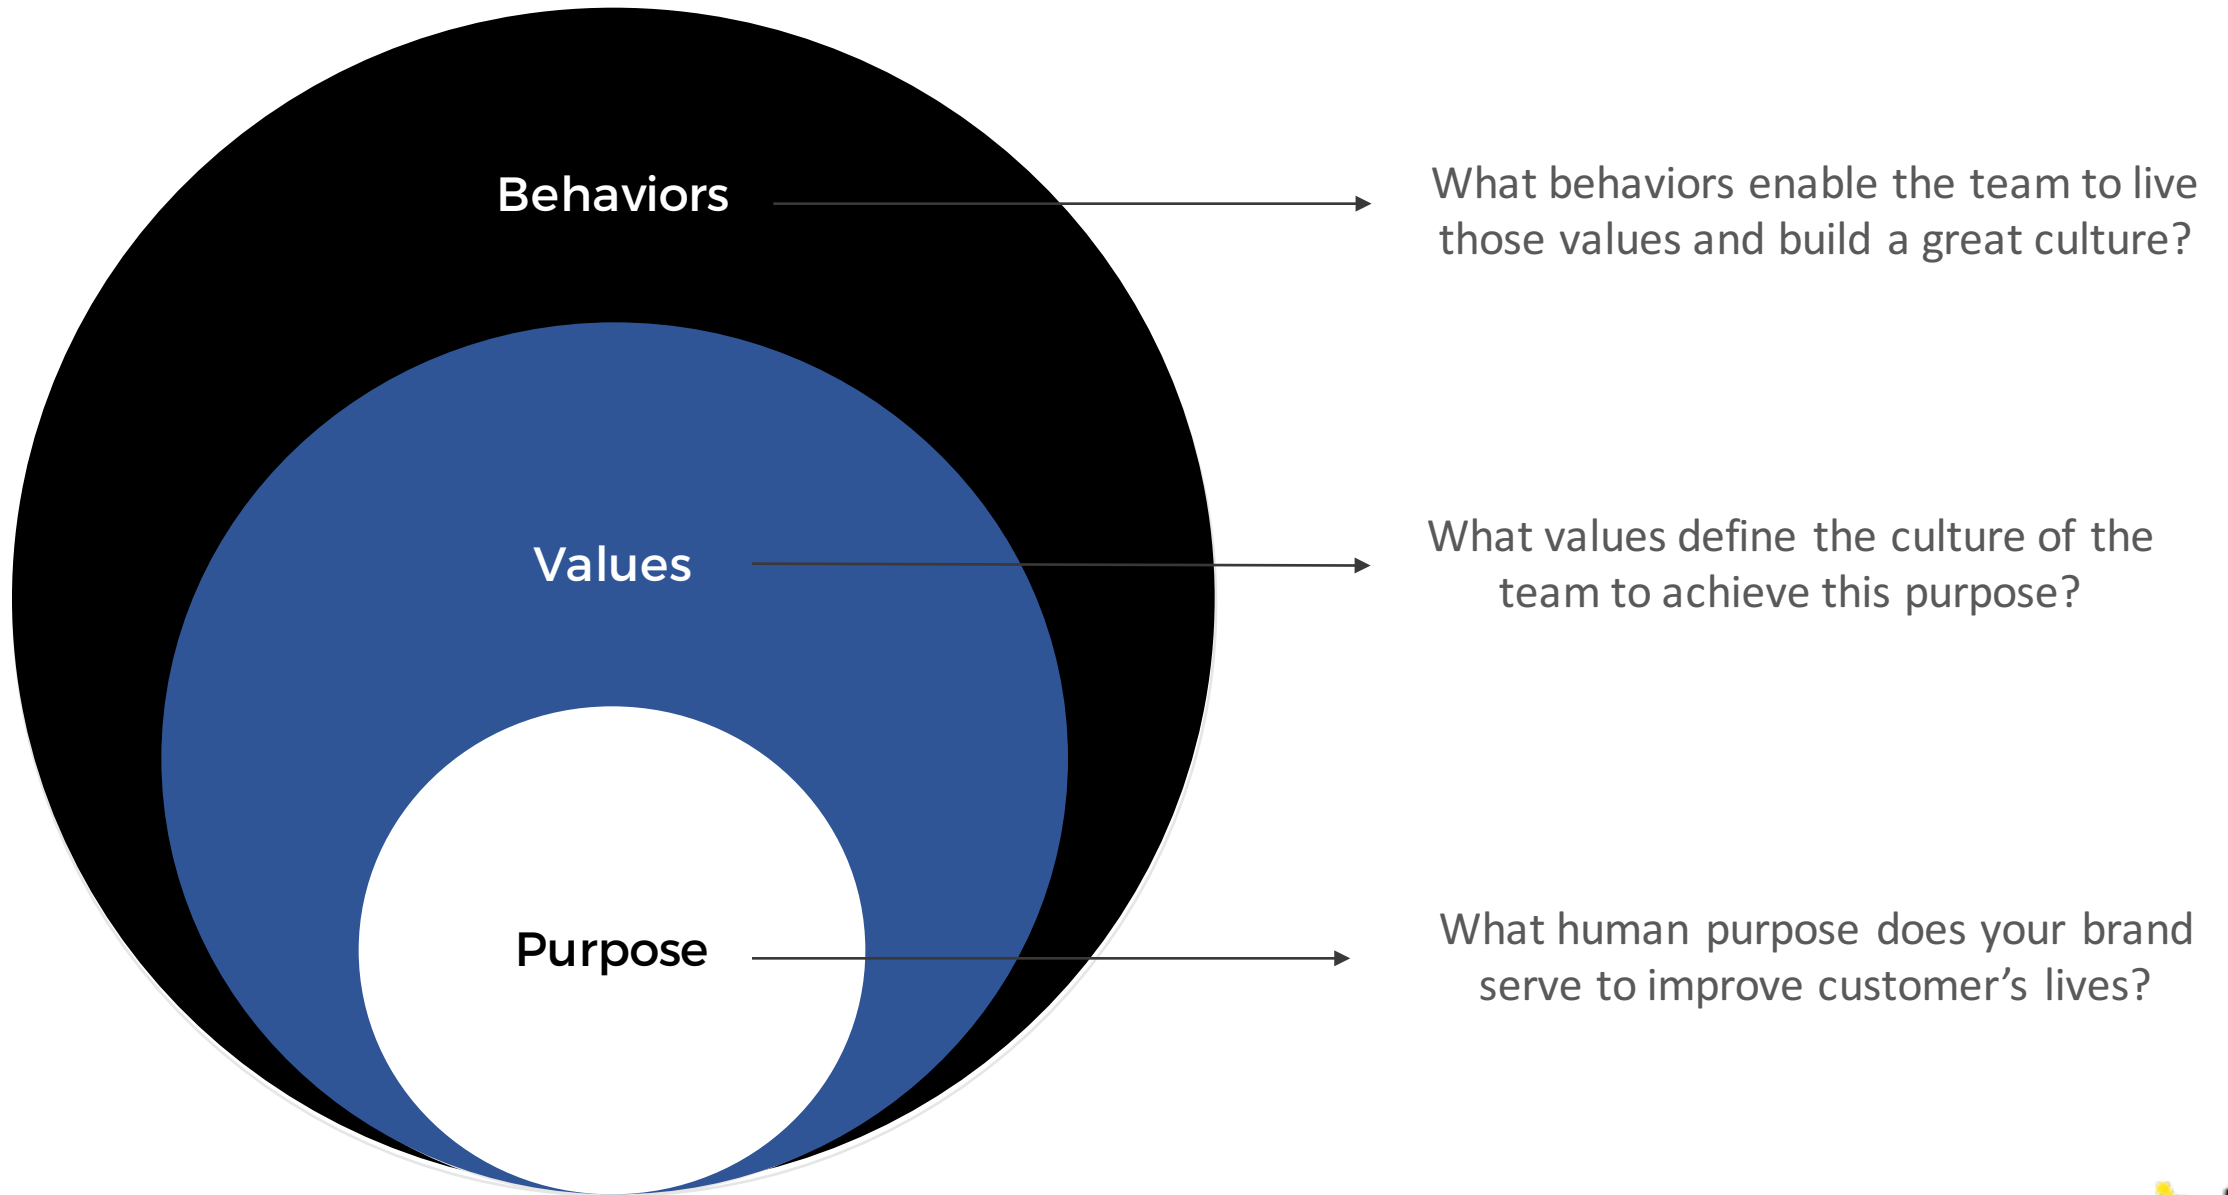 Behaviors
What behaviors enable the team to live
those values and build a great culture?
Values
What values define the culture of the
team to achieve this purpose?
Purpose
What human purpose does your brand
serve to improve customer’s lives?